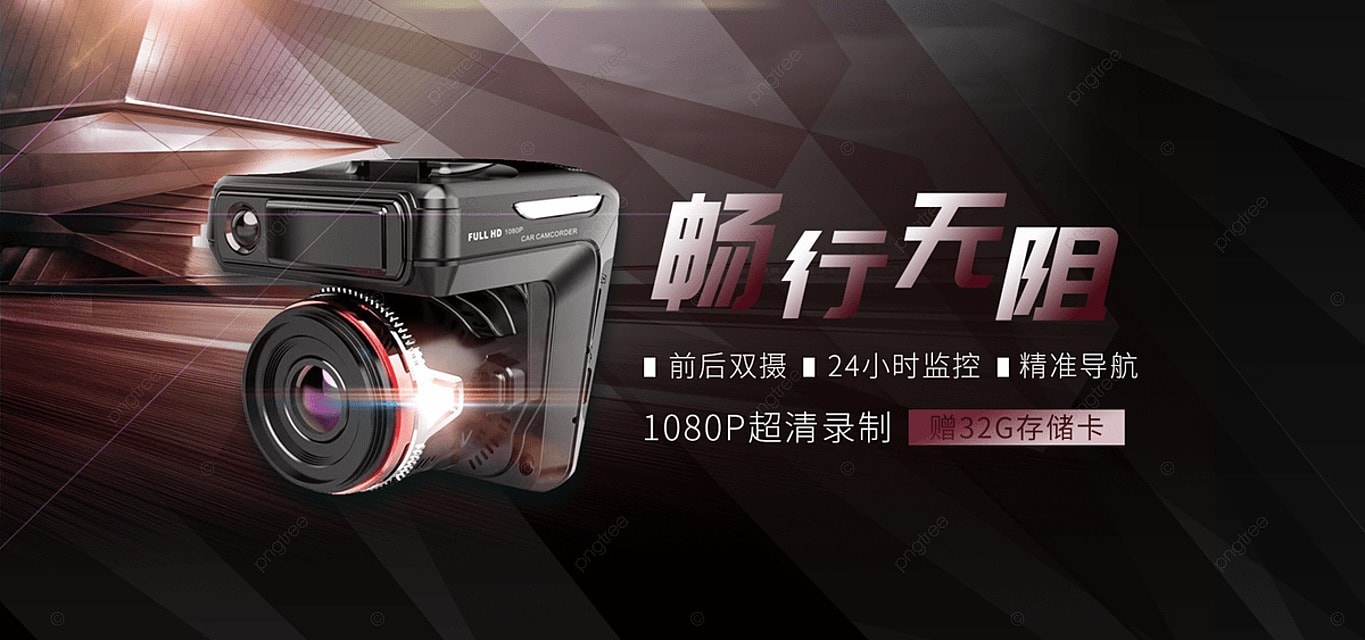 FULL HD 1080P CAR CAMCORDER
畅行无阻
前后双摄 24小时监控 精准导航
1080P超清录制 赠32G存储卡
pngtree